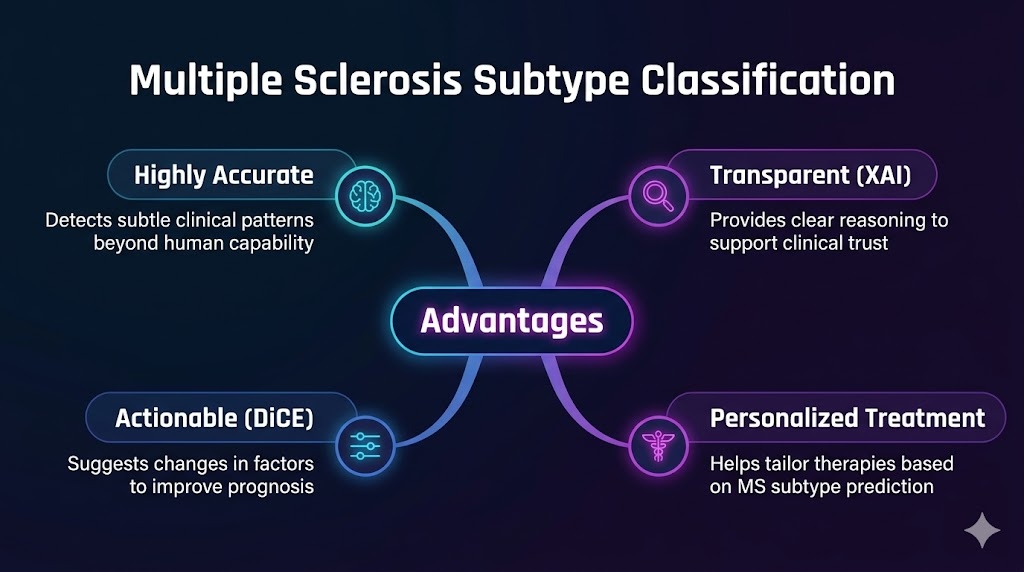 Multiple Sclerosis Subtype Classification
Highly Accurate
Detects subtle clinical patterns
beyond human capability
Transparent (XAI)
Provides clear reasoning to
support clinical trust
Advantages
Actionable (DiCE)
Suggests changes in factors
to improve prognosis
Personalized Treatment
Helps tailor therapies based
on MS subtype prediction